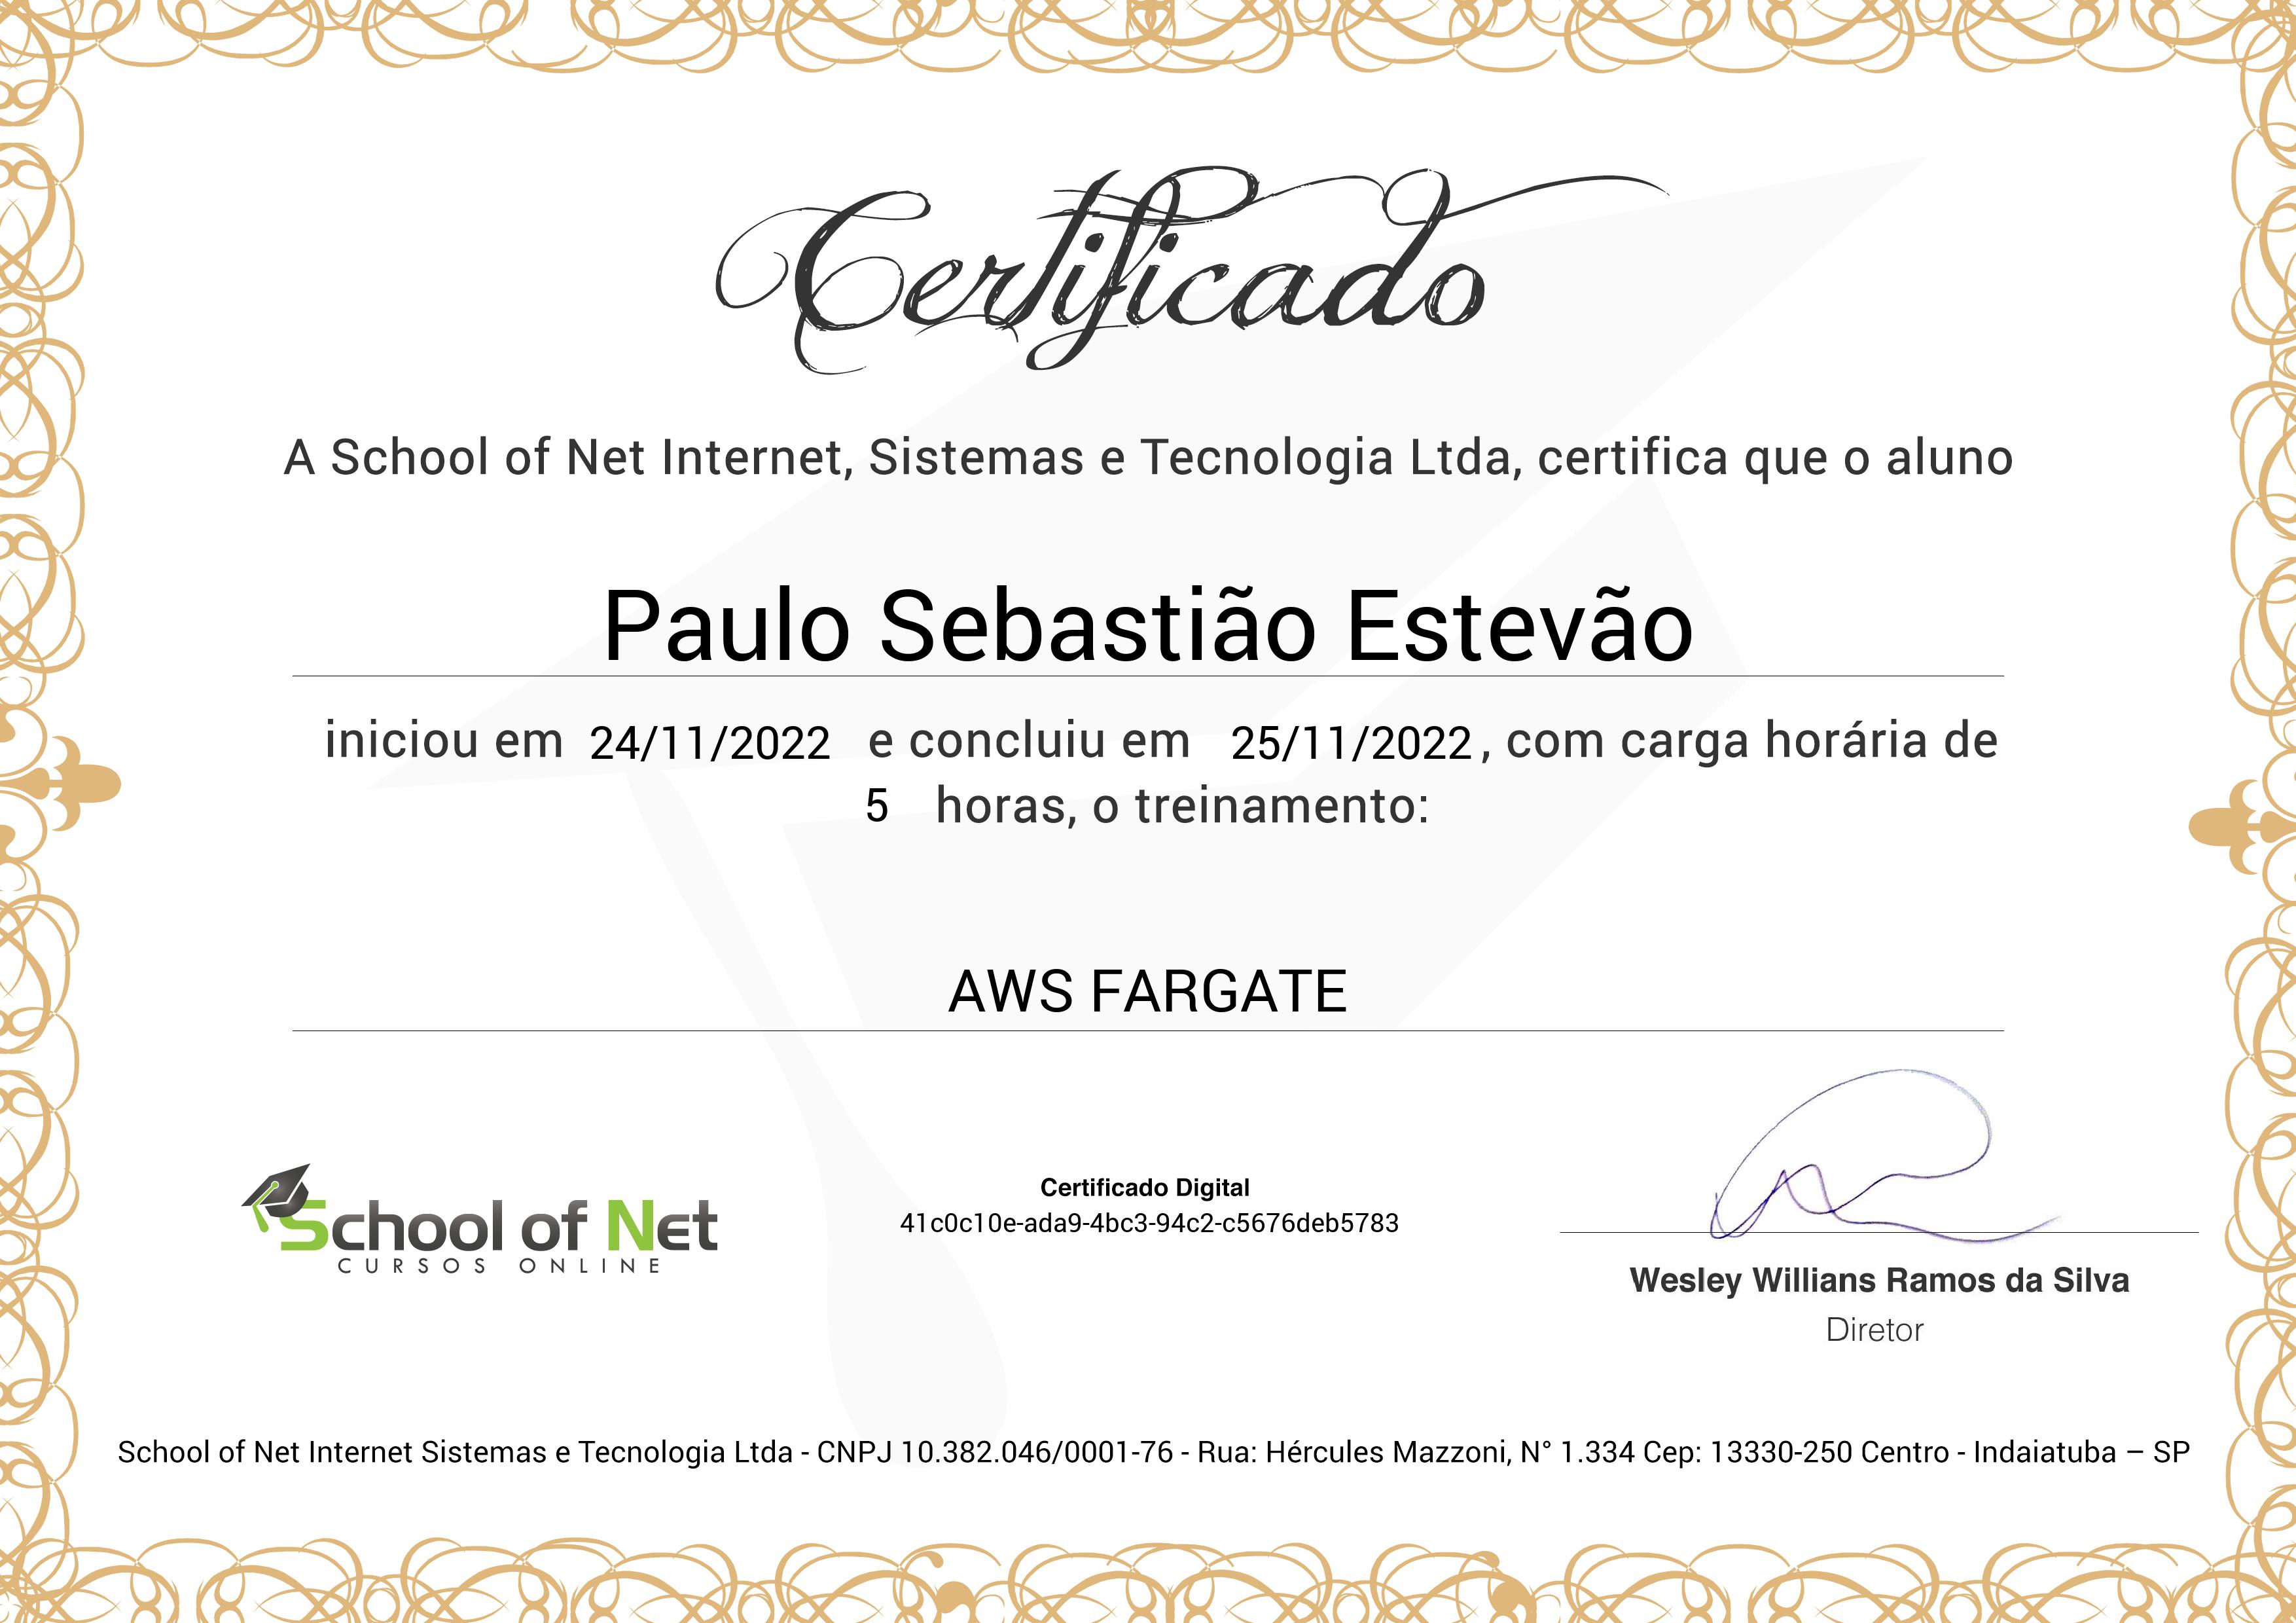 Certificado
A School of Net Internet, Sistemas e Tecnologia Ltda, certifica que o aluno
Paulo Sebastião Estevão
iniciou em 24/11/2022 e concluiu em 25/11/2022, com carga horária de
5 horas, o treinamento:
AWS FARGATE
School of Net
CURSOS ONLINE
Certificado Digital
41c0c10e-ada9-4bc3-94c2-c5676deb5783
Wesley Willians Ramos da Silva
Diretor
School of Net Internet Sistemas e Tecnologia Ltda - CNPJ 10.382.046/0001-76 - Rua: Hércules Mazzoni, N° 1.334 Cep: 13330-250 Centro - Indaiatuba – SP